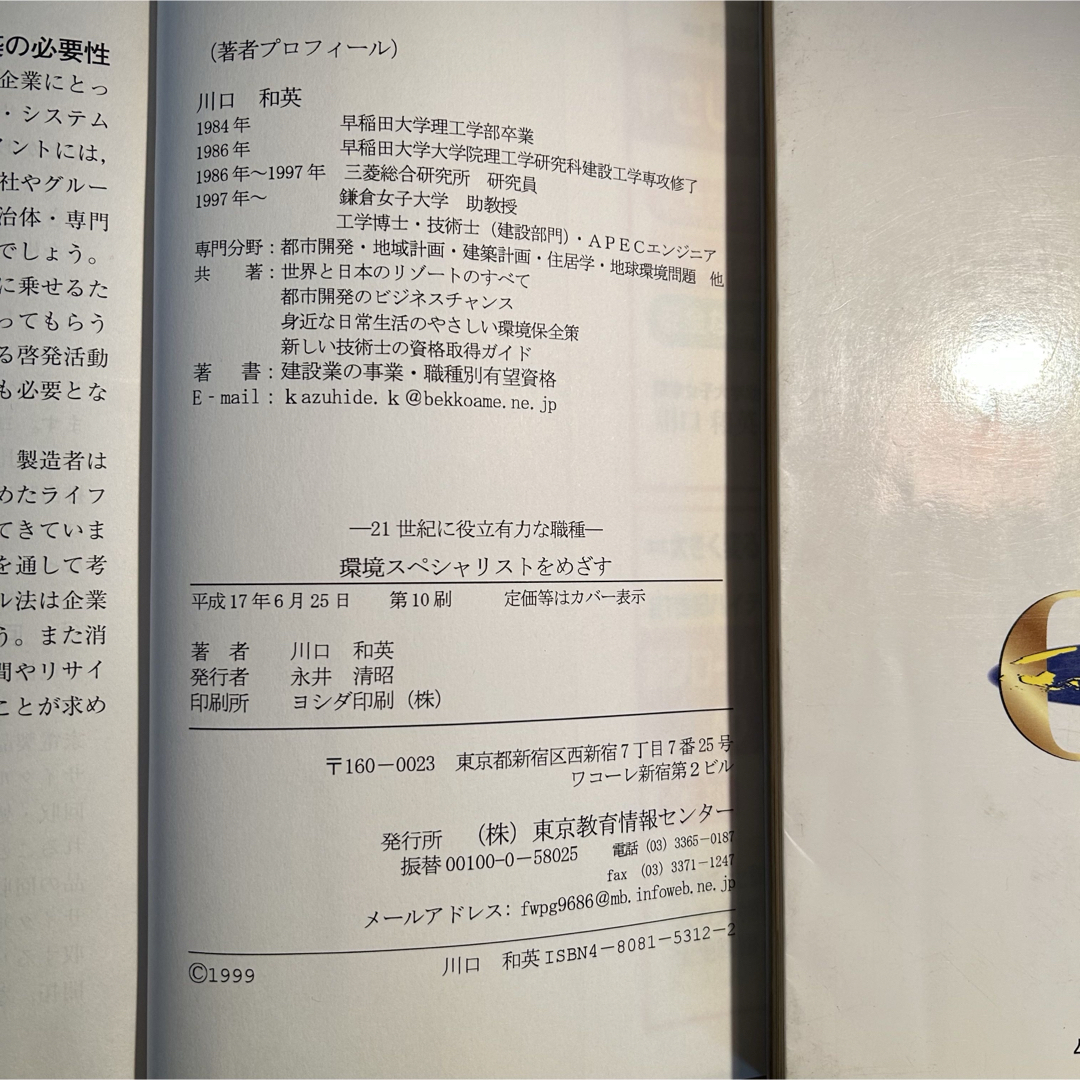 の必要性
企業にとっ
・システム
イントには,
社やグルー
治体・専門
でしょう。
に乗せるた
ってもらう
る啓発活動
も必要とな
製造者は
めたライフ
てきていま
を通して考
ル法は企業
う。また消
間やリサイ
ことが求め
(著者プロフィール)
川口 和英
1984年 早稲田大学理工学部卒業
1986年 早稲田大学大学院理工学研究科建設工学専攻修了
1986年〜1997年 三菱総合研究所 研究員
1997年〜 鎌倉女子大学 助教授
工学博士・技術士(建設部門)・APECエンジニア
専門分野:都市開発・地域計画・建築計画・住居学・地球環境問題 他
共 著:世界と日本のリゾートのすべて
都市開発のビジネスチャンス
身近な日常生活のやさしい環境保全策
新しい技術士の資格取得ガイド
著 書:建設業の事業・職種別有望資格
E-mail: kazuhide.k@bekkoame.ne.jp
―21世紀に役立有力な職種―
環境スペシャリストをめざす
平成17年6月25日 第10刷 定価等はカバー表示
著 者 川口 和英
発行者 永井 清昭
印刷所 ヨシダ印刷(株)
〒160-0023 東京都新宿区西新宿7丁目7番25号
ワコーレ新宿第2ビル
発行所 (株)東京教育情報センター
振替00100-0-58025 電話 (03) 3365-0187
fax (03) 3371-1247
メールアドレス: fwpg9686@mb.infoweb.ne.jp
©1999 川口 和英 ISBN4-8081-5312-2